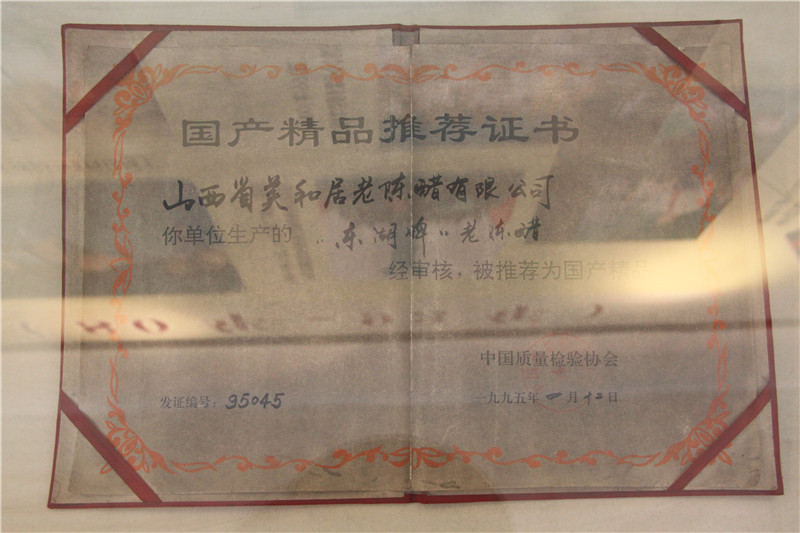 国产精品推荐证书
山西省美和居老陈醋有限公司
你单位生产的 “东湖牌”老陈醋
经审核，被推荐为国产精品
中国质量检验协会
发证编号：95045
一九九五年 四月十二日